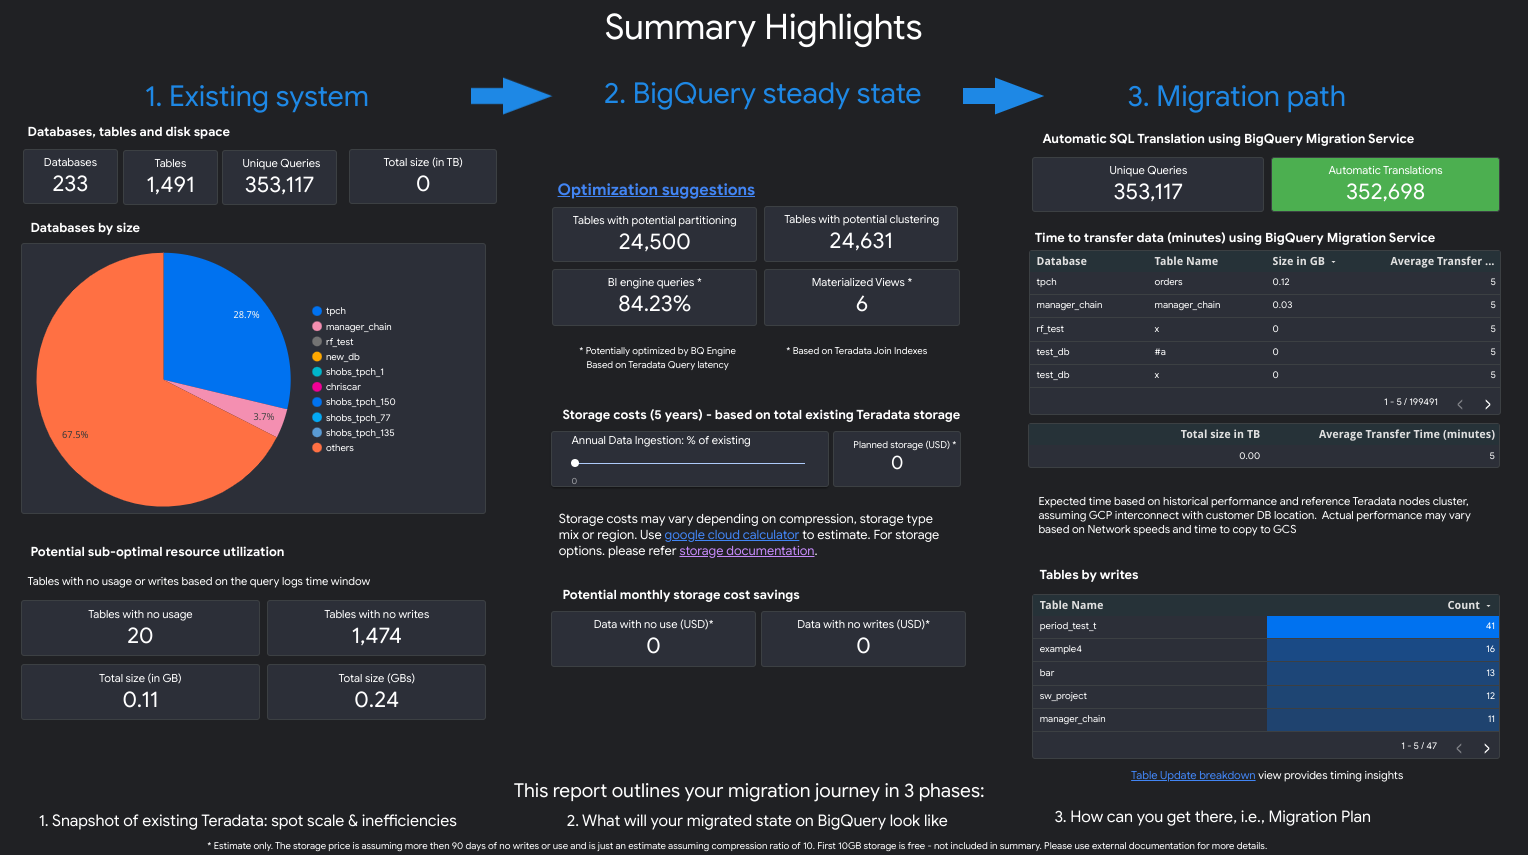 Summary Highlights
1. Existing system
2. BigQuery steady state
3. Migration path
Databases, tables and disk space
Databases
233
Tables
1,491
Unique Queries
353,117
Total size (in TB)
0
Databases by size
28.7%
3.7%
67.5%
tpch
manager_chain
rf_test
new_db
shobs_tpch_1
chriscar
shobs_tpch_150
shobs_tpch_77
shobs_tpch_135
others
Potential sub-optimal resource utilization
Tables with no usage or writes based on the query logs time window
Tables with no usage
20
Tables with no writes
1,474
Total size (in GB)
0.11
Total size (GBs)
0.24
Optimization suggestions
Tables with potential partitioning
24,500
Tables with potential clustering
24,631
BI engine queries *
84.23%
Materialized Views *
6
* Potentially optimized by BQ Engine
Based on Teradata Query latency
* Based on Teradata Join Indexes
Storage costs (5 years) - based on total existing Teradata storage
Annual Data Ingestion: % of existing
0
Planned storage (USD) *
0
Storage costs may vary depending on compression, storage type
mix or region. Use google cloud calculator to estimate. For storage
options. please refer storage documentation.
Potential monthly storage cost savings
Data with no use (USD)*
0
Data with no writes (USD)*
0
Automatic SQL Translation using BigQuery Migration Service
Unique Queries
353,117
Automatic Translations
352,698
Time to transfer data (minutes) using BigQuery Migration Service
Database Table Name Size in GB Average Transfer ...
tpch orders 0.12 5
manager_chain manager_chain 0.03 5
rf_test x 0 5
test_db #a 0 5
test_db x 0 5
1 - 5 / 199491
Total size in TB Average Transfer Time (minutes)
0.00 5
Expected time based on historical performance and reference Teradata nodes cluster,
assuming GCP interconnect with customer DB location. Actual performance may vary
based on Network speeds and time to copy to GCS
Tables by writes
Table Name Count
period_test_t 41
example4 16
bar 13
sw_project 12
manager_chain 11
1 - 5 / 47
Table Update breakdown view provides timing insights
This report outlines your migration journey in 3 phases:
1. Snapshot of existing Teradata: spot scale & inefficiencies
2. What will your migrated state on BigQuery look like
3. How can you get there, i.e., Migration Plan
* Estimate only. The storage price is assuming more then 90 days of no writes or use and is just an estimate assuming compression ratio of 10. First 10GB storage is free - not included in summary. Please use external documentation for more details.